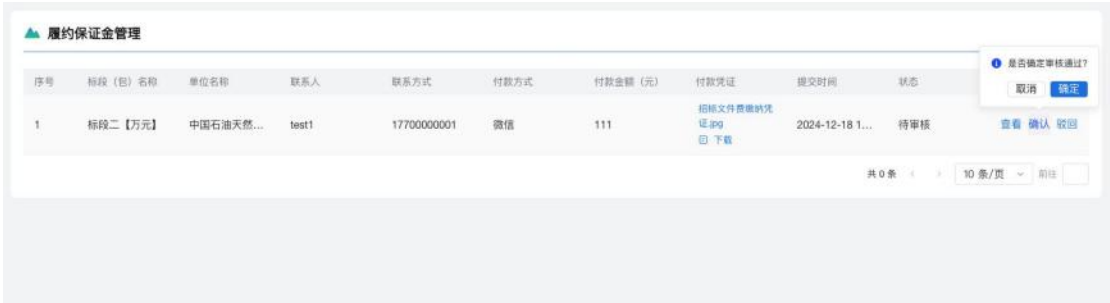 履约保证金管理
是否确定审核通过?
取消 确定
序号 标段（包）名称 单位名称 联系人 联系方式 付款方式 付款金额（元） 付款凭证 提交时间 状态
1 标段二【万元】 中国石油天然... test1 17700000001 微信 111 招标文件费缴纳凭 2024-12-18 1... 待审核 查看 确认 驳回
证.jpg
下载
共 0 条 10 条/页 前往